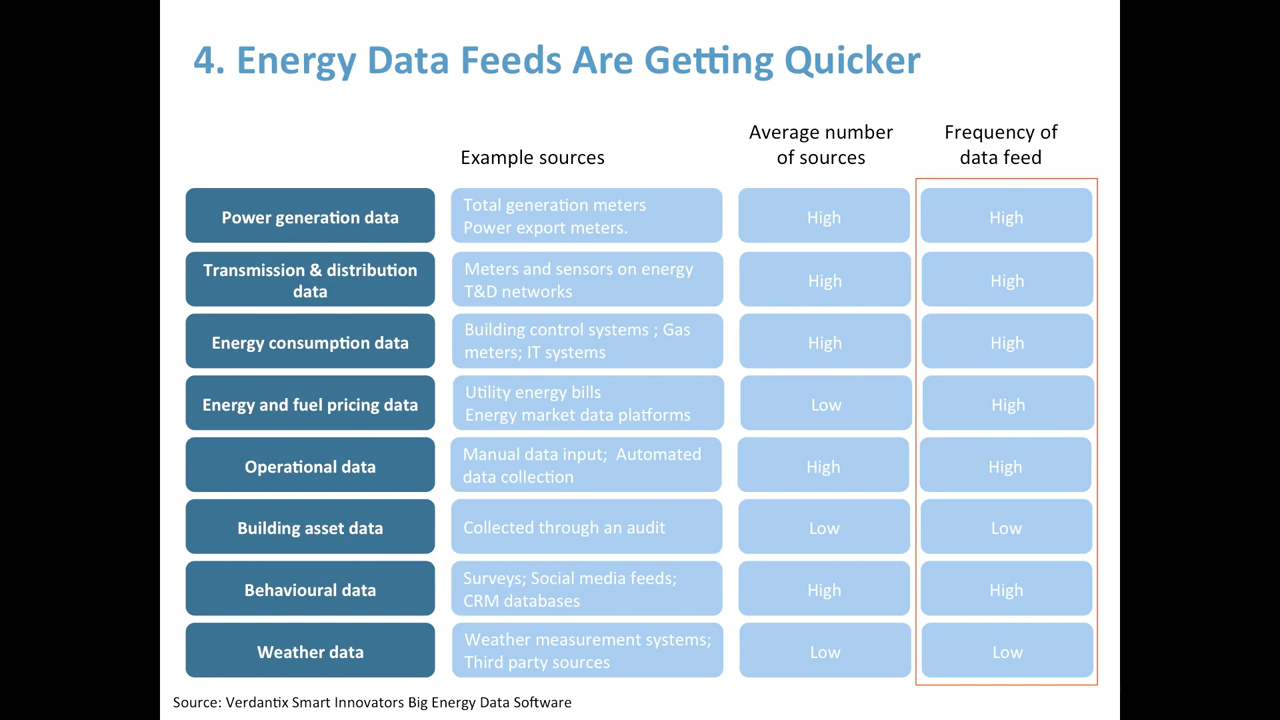 4. Energy Data Feeds Are Getting Quicker
Example sources
Average number
of sources
Frequency of
data feed
Power generation data
Total generation meters
Power export meters.
High
High
Transmission & distribution
data
Meters and sensors on energy
T&D networks
High
High
Energy consumption data
Building control systems ; Gas
meters; IT systems
High
High
Energy and fuel pricing data
Utility energy bills
Energy market data platforms
Low
High
Operational data
Manual data input;  Automated
data collection
High
High
Building asset data
Collected through an audit
Low
Low
Behavioural data
Surveys; Social media feeds;
CRM databases
High
High
Weather data
Weather measurement systems;
Third party sources
Low
Low
Source: Verdantix Smart Innovators Big Energy Data Software